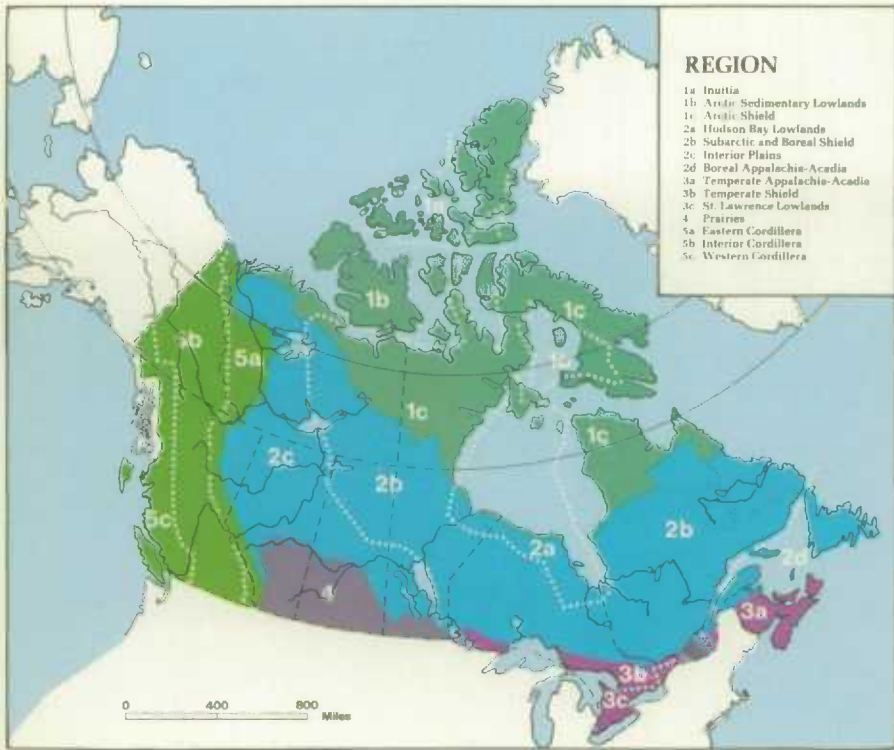 REGION
1a Inuitia
1b Arctic Sedimentary Lowlands
1c Arctic Shield
2a Hudson Bay Lowlands
2b Subarctic and Boreal Shield
2c Interior Plains
2d Boreal Appalachia-Acadia
3a Temperate Appalachia-Acadia
3b Temperate Shield
3c St. Lawrence Lowlands
4 Prairies
5a Eastern Cordillera
5b Interior Cordillera
5c Western Cordillera
1b
1c
5b
5a
1c
1c
2c
2b
5c
2a
2b
2d
4
3a
3b
3c
0 400 800
Miles